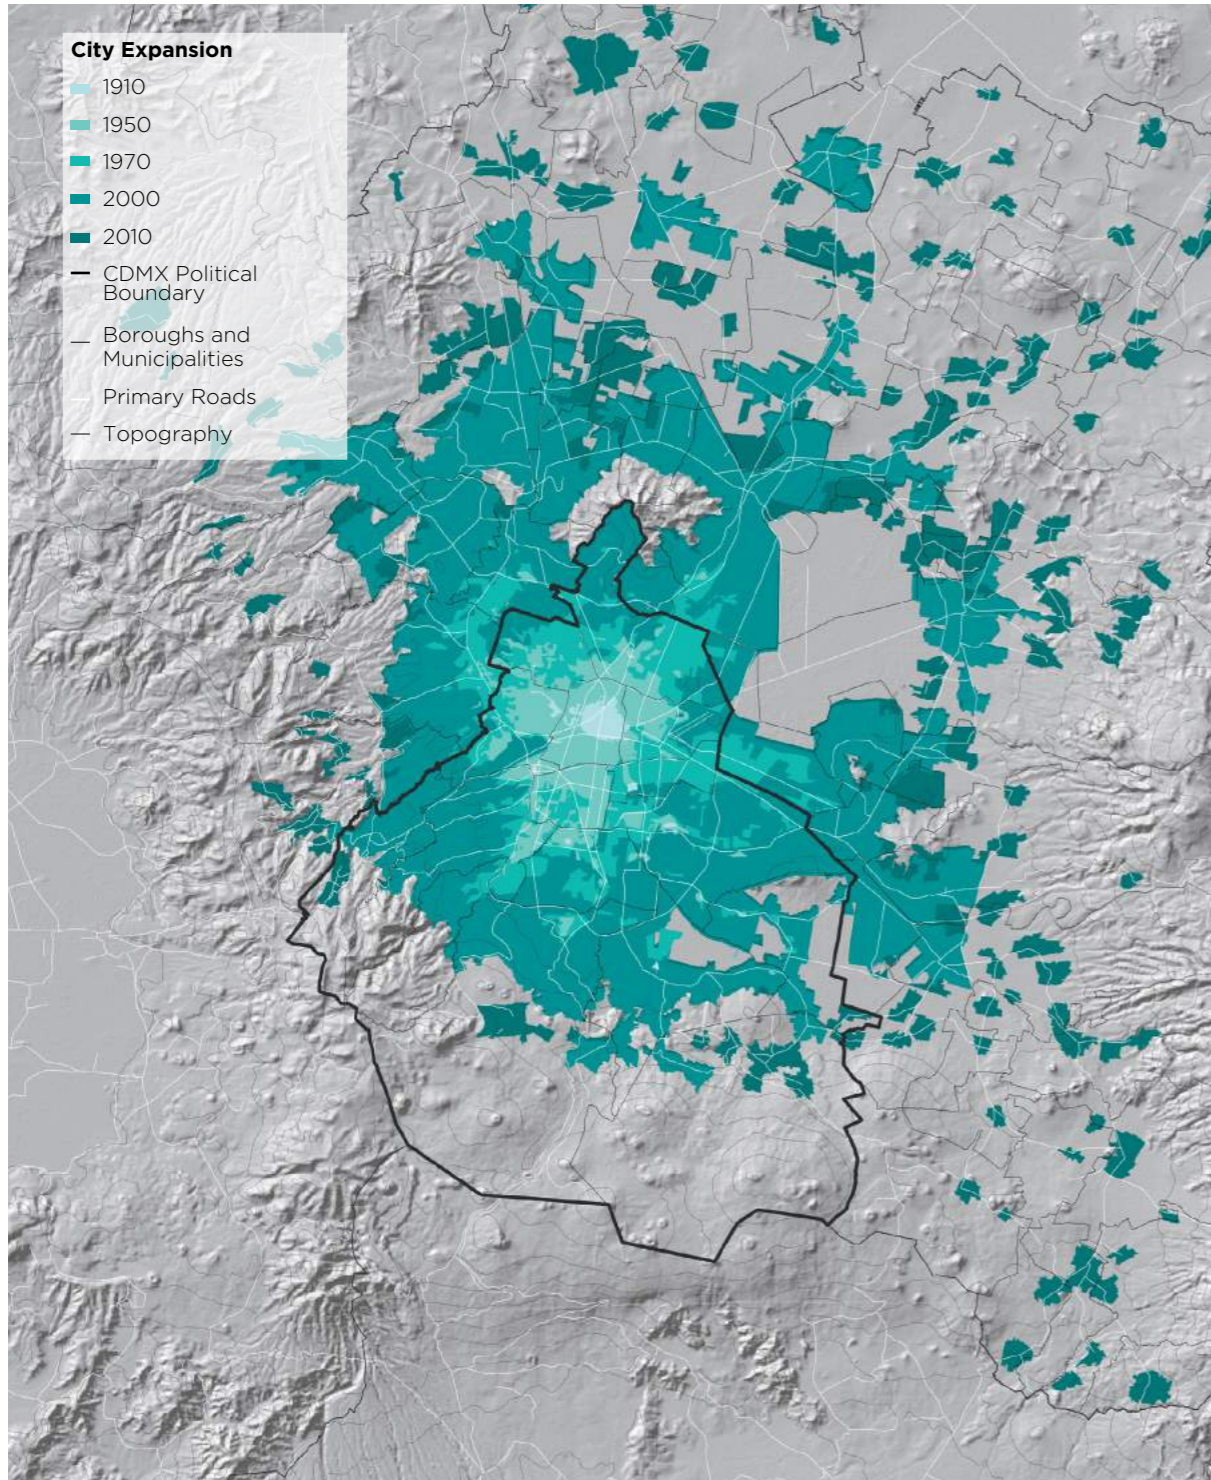 City Expansion
1910
1950
1970
2000
2010
CDMX Political
Boundary
Boroughs and
Municipalities
Primary Roads
Topography